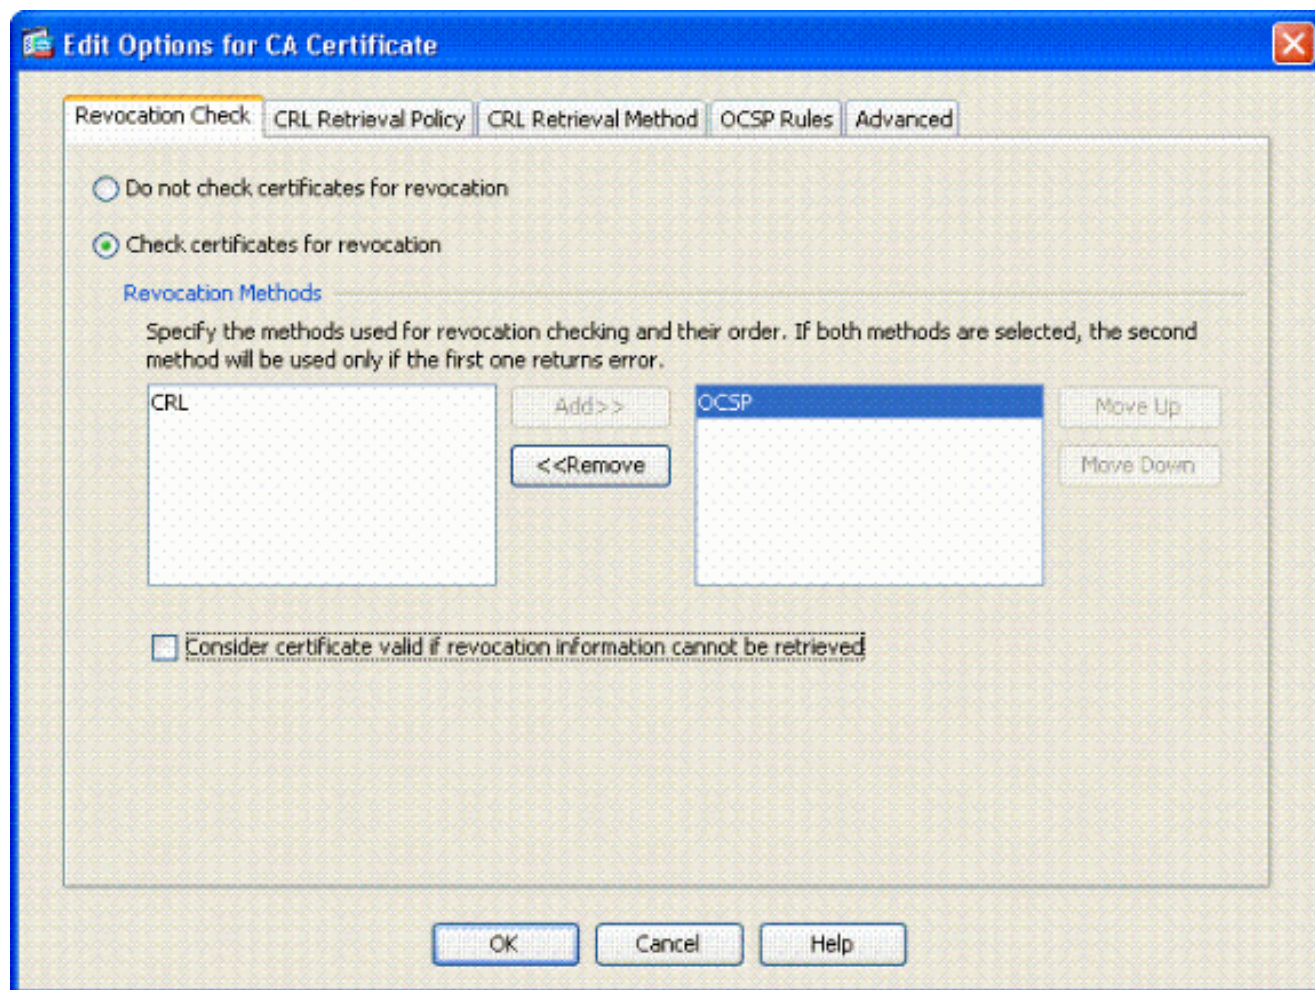 Edit Options for CA Certificate
Revocation Check CRL Retrieval Policy CRL Retrieval Method OCSP Rules Advanced
Do not check certificates for revocation
Check certificates for revocation
Revocation Methods
Specify the methods used for revocation checking and their order. If both methods are selected, the second
method will be used only if the first one returns error.
CRL Add>> OCSP Move Up
<<Remove Move Down
Consider certificate valid if revocation information cannot be retrieved
OK Cancel Help